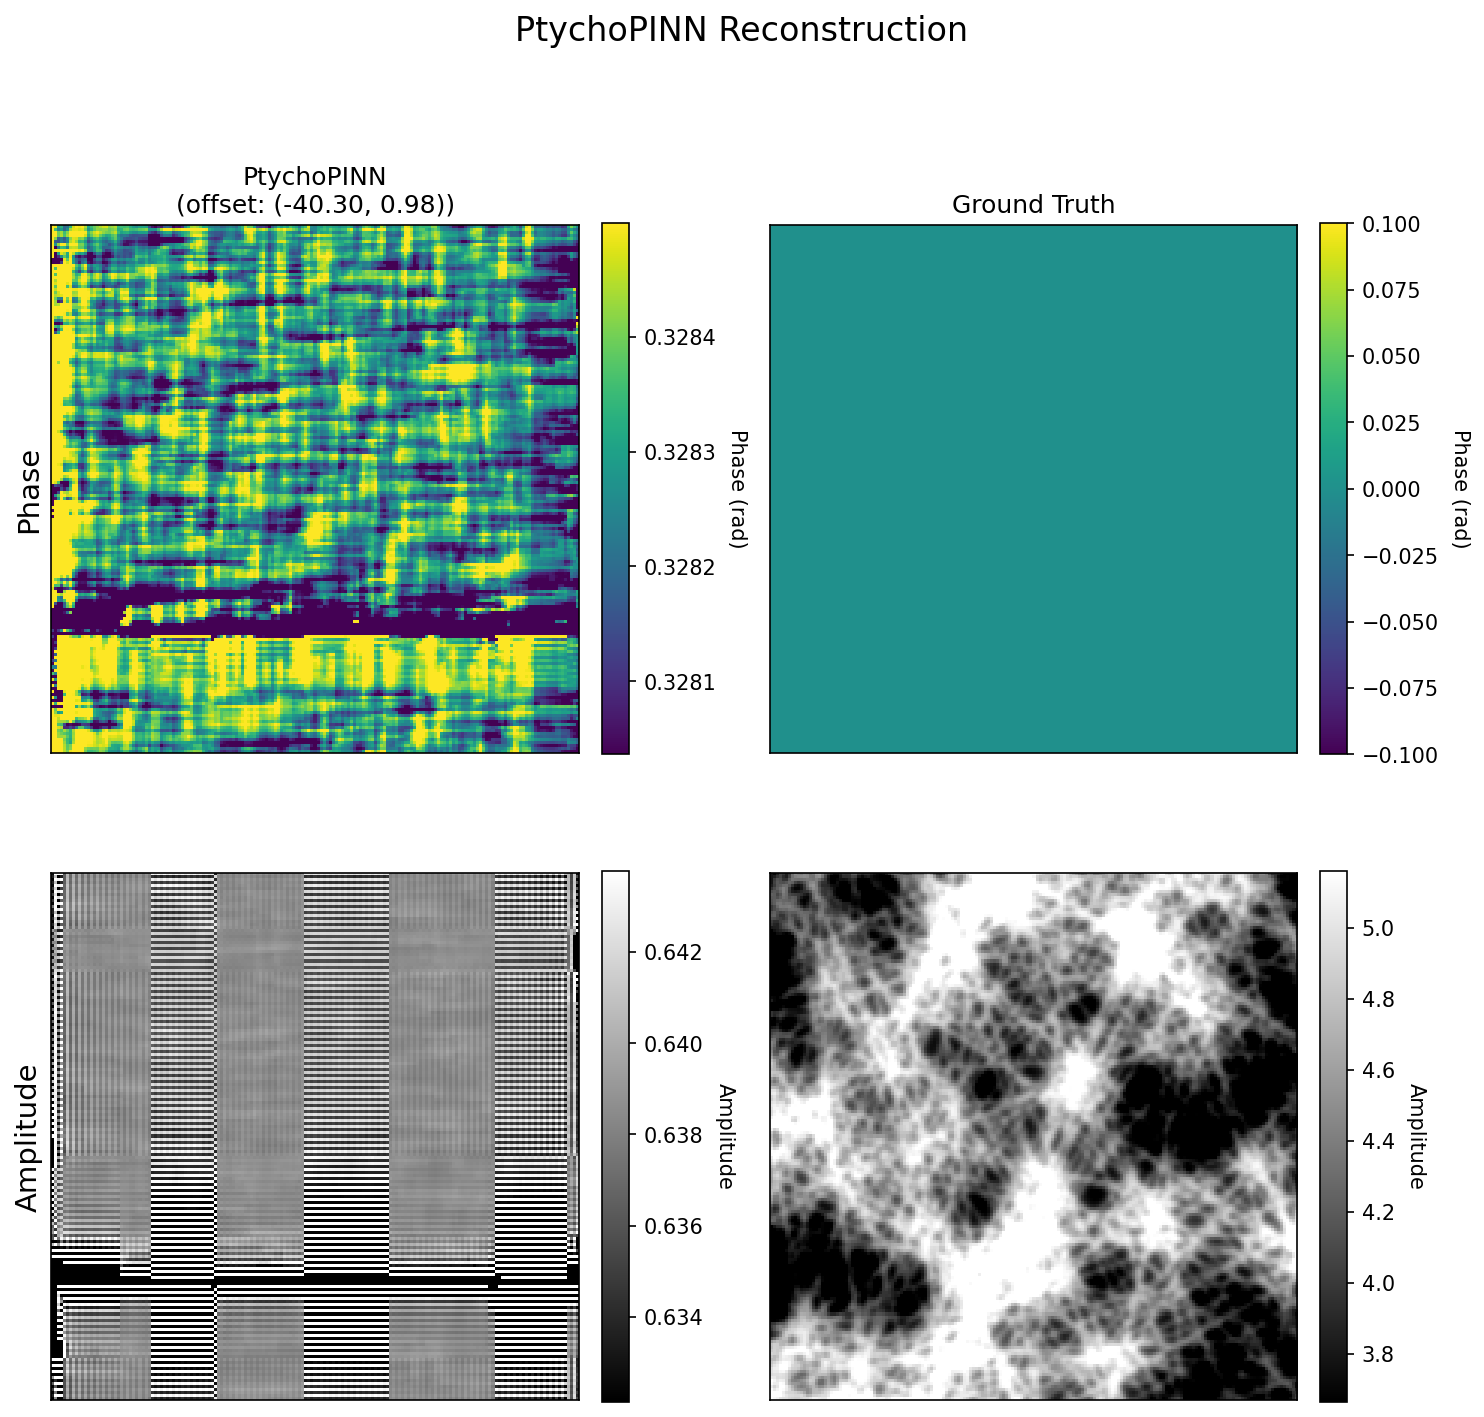 PtychoPINN Reconstruction
PtychoPINN
(offset: (-40.30, 0.98))
Phase
0.3284
0.3283
0.3282
0.3281
Phase (rad)
Ground Truth
0.100
0.075
0.050
0.025
0.000
−0.025
−0.050
−0.075
−0.100
Phase (rad)
Amplitude
0.642
0.640
0.638
0.636
0.634
Amplitude
5.0
4.8
4.6
4.4
4.2
4.0
3.8
Amplitude